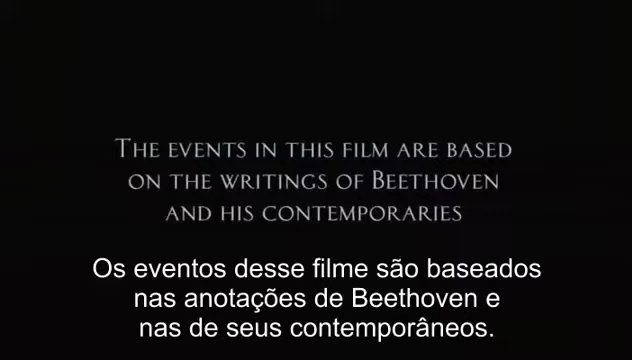 THE EVENTS IN THIS FILM ARE BASED
ON THE WRITINGS OF BEETHOVEN
AND HIS CONTEMPORARIES
Os eventos desse filme são baseados
nas anotações de Beethoven e
nas de seus contemporâneos.